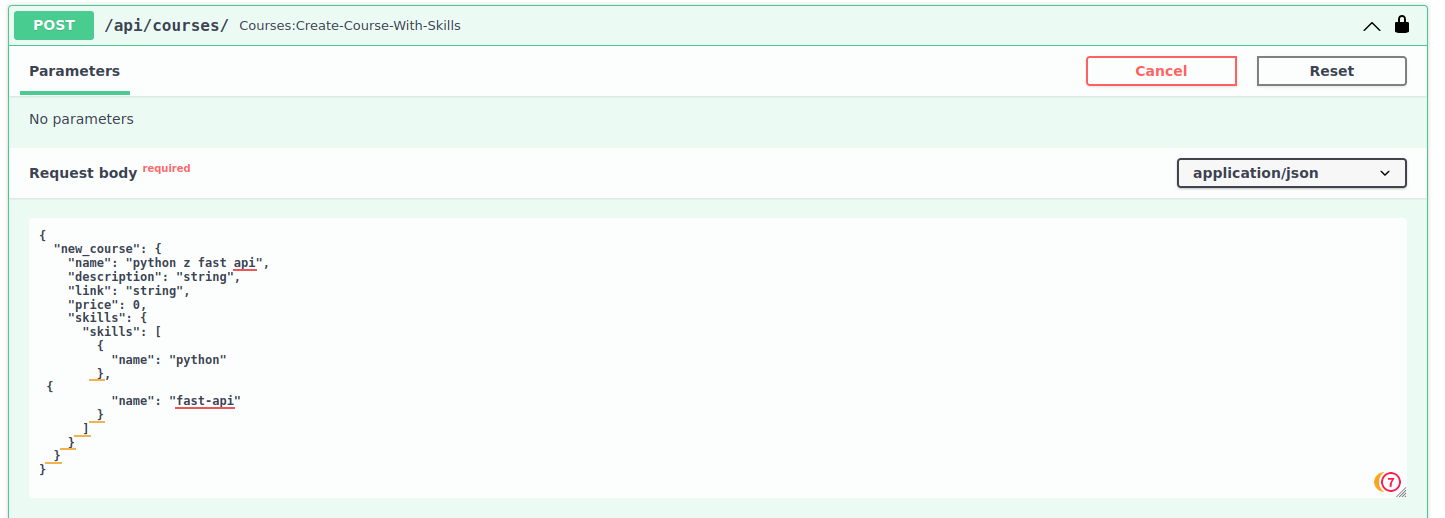 POST /api/courses/ Courses:Create-Course-With-Skills
Parameters Cancel Reset
No parameters
Request body required application/json
{
  "new_course": {
    "name": "python z fast api",
    "description": "string",
    "link": "string",
    "price": 0,
    "skills": {
      "skills": [
        {
          "name": "python"
        },
 {
          "name": "fast-api"
        }
      ]
    }
  }
}
7